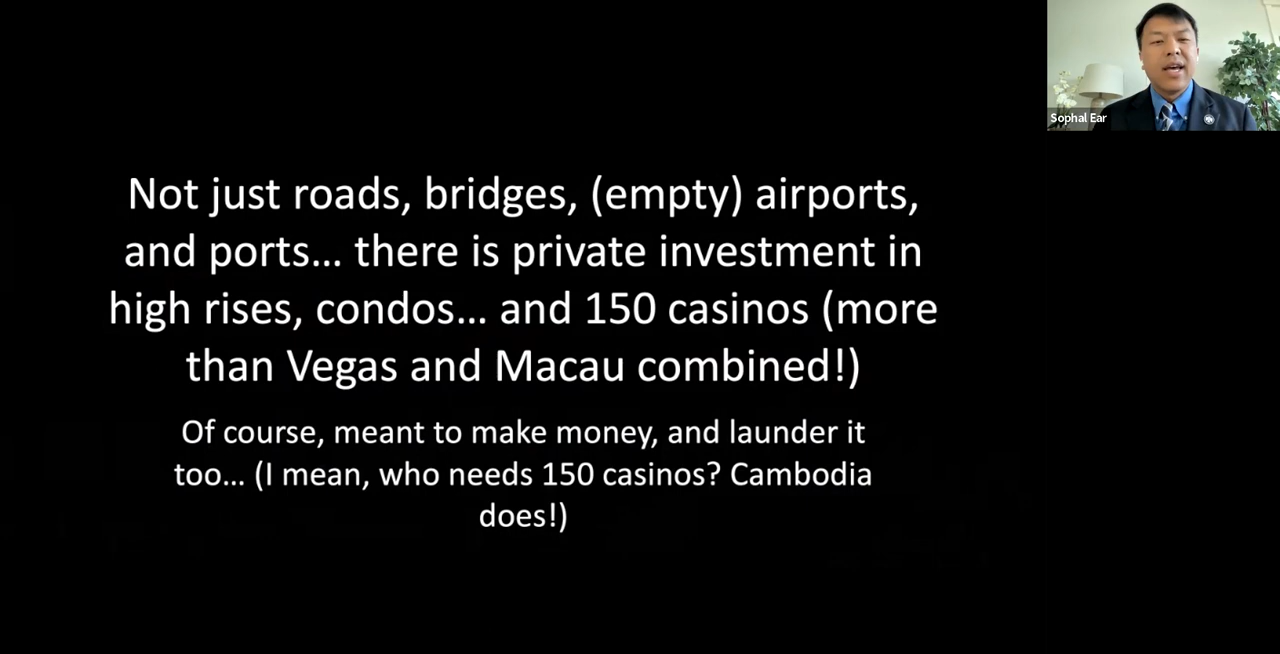 Not just roads, bridges, (empty) airports,
and ports... there is private investment in
high rises, condos... and 150 casinos (more
than Vegas and Macau combined!)
Of course, meant to make money, and launder it
too... (I mean, who needs 150 casinos? Cambodia
does!)
Sophal Ear